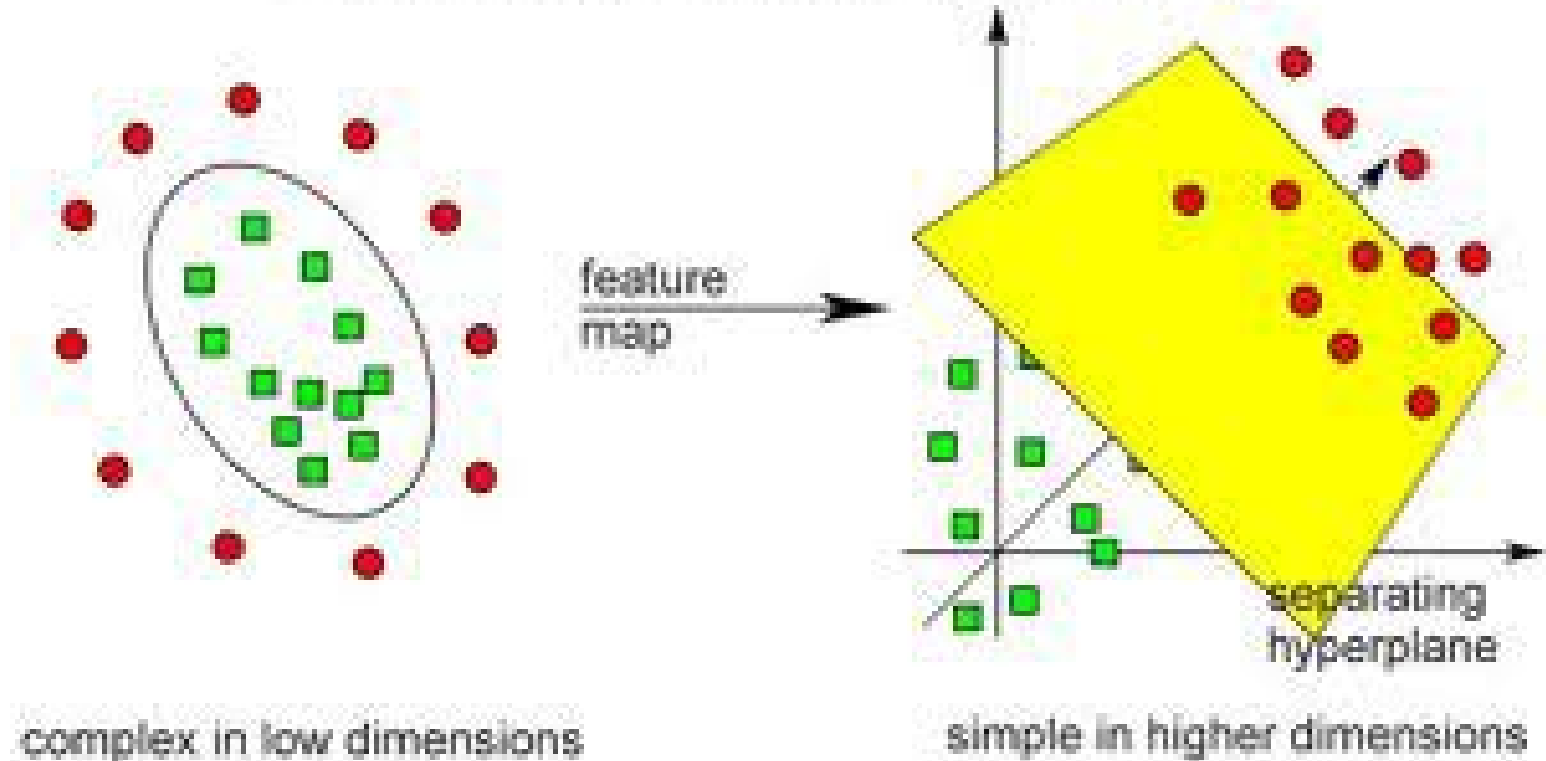 feature
map
separating
hyperplane
complex in low dimensions
simple in higher dimensions